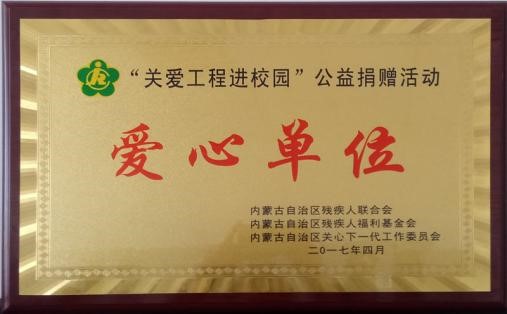 “关爱工程进校园”公益捐赠活动
爱心单位
内蒙古自治区残疾人联合会
内蒙古自治区残疾人福利基金会
内蒙古自治区关心下一代工作委员会
二0一七年四月